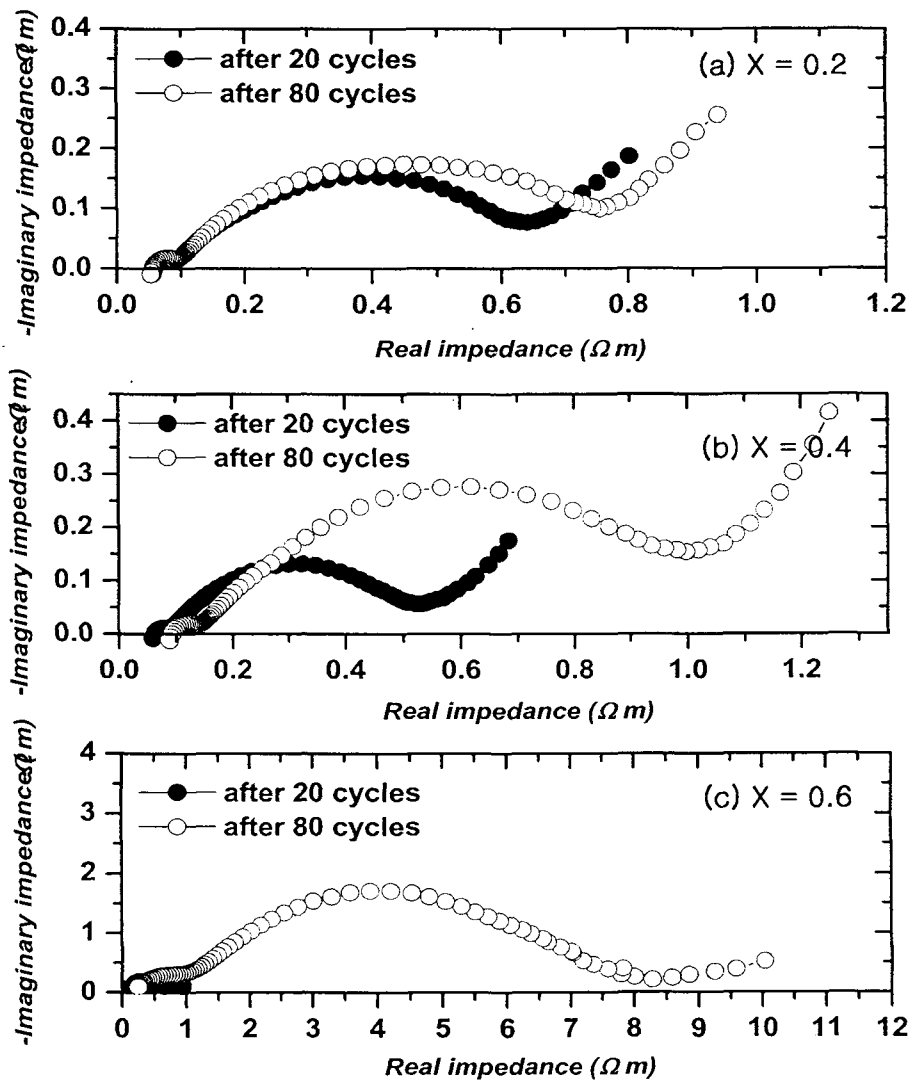 0.4
0.3
0.2
0.1
0.0
-Imaginary impedance
after 20 cycles
after 80 cycles
(a) X = 0.2
0.0 0.2 0.4 0.6 0.8 1.0 1.2
Real impedance (Ω m)
0.4
0.3
0.2
0.1
0.0
-Imaginary impedance
after 20 cycles
after 80 cycles
(b) X = 0.4
0.0 0.2 0.4 0.6 0.8 1.0 1.2
Real impedance (Ω m)
4
3
2
1
0
-Imaginary impedance
after 20 cycles
after 80 cycles
(c) X = 0.6
0 1 2 3 4 5 6 7 8 9 10 11 12
Real impedance (Ω m)